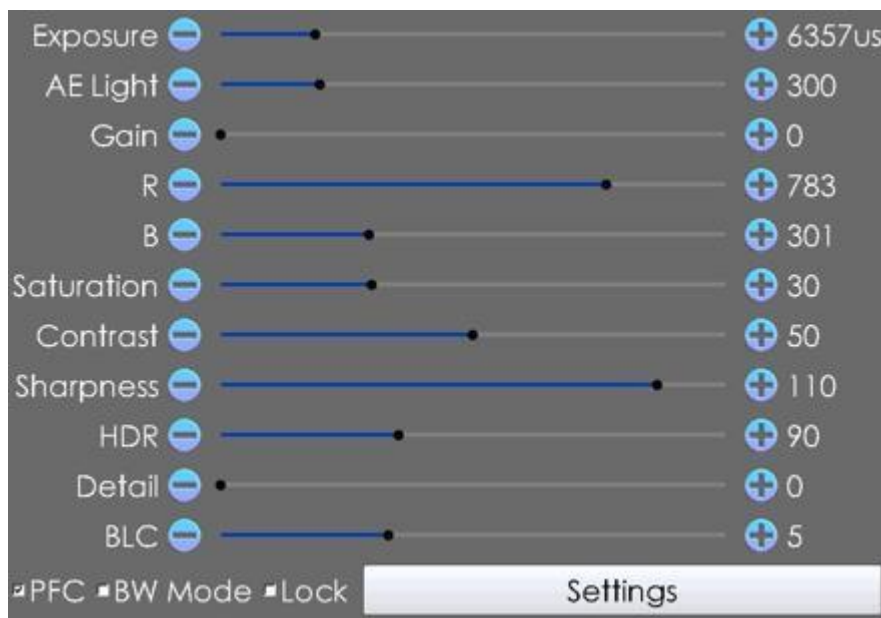 Exposure 6357us
AE Light 300
Gain 0
R 783
B 301
Saturation 30
Contrast 50
Sharpness 110
HDR 90
Detail 0
BLC 5
PFC BW Mode Lock Settings